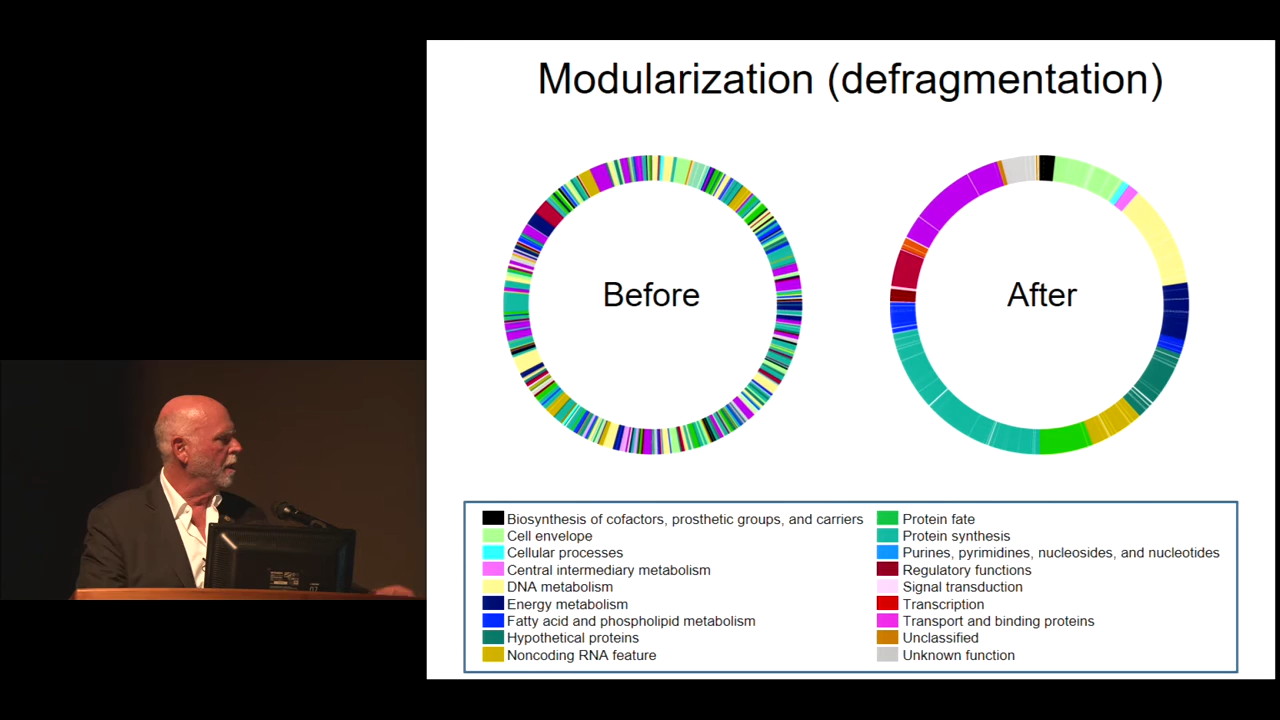 Modularization (defragmentation)
Before
After
Biosynthesis of cofactors, prosthetic groups, and carriers
Cell envelope
Cellular processes
Central intermediary metabolism
DNA metabolism
Energy metabolism
Fatty acid and phospholipid metabolism
Hypothetical proteins
Noncoding RNA feature
Protein fate
Protein synthesis
Purines, pyrimidines, nucleosides, and nucleotides
Regulatory functions
Signal transduction
Transcription
Transport and binding proteins
Unclassified
Unknown function